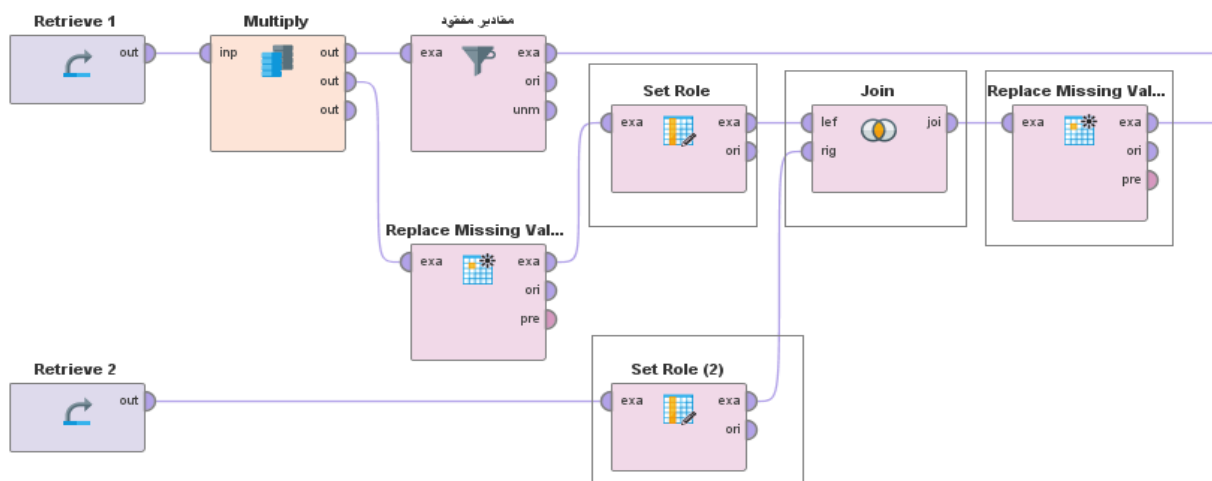 Retrieve 1
out
Multiply
inp
out
out
out
مقادیر مفقود
exa
exa
ori
unm
Set Role
exa
exa
ori
Join
lef
joi
rig
Replace Missing Val...
exa
exa
ori
pre
Replace Missing Val...
exa
exa
ori
pre
Retrieve 2
out
Set Role (2)
exa
exa
ori